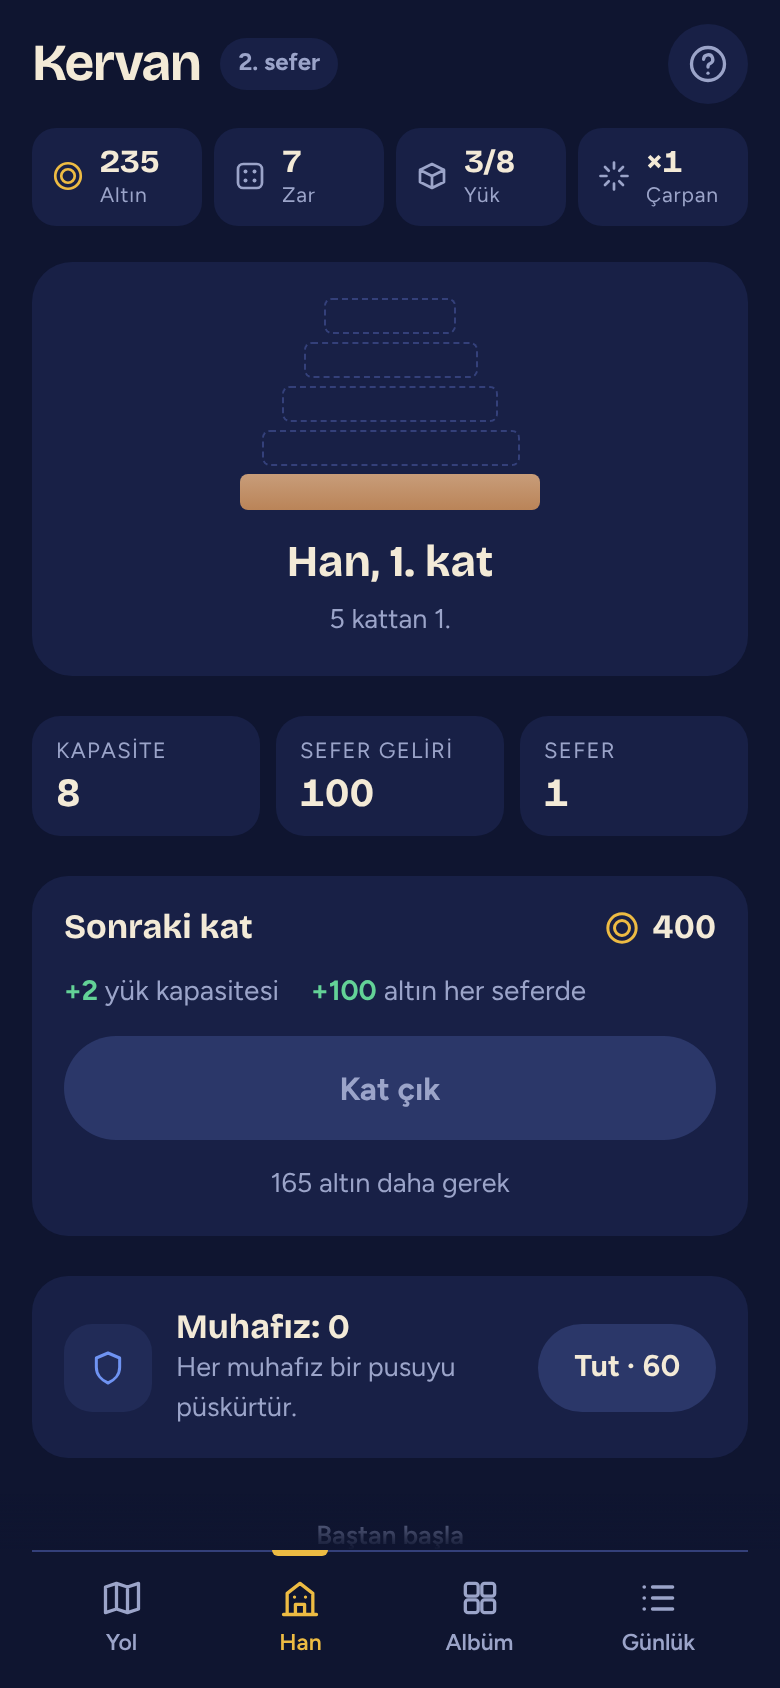 Kervan
2. sefer
235
Altın
7
Zar
3/8
Yük
×1
Çarpan
Han, 1. kat
5 kattan 1.
KAPASİTE
8
SEFER GELİRİ
100
SEFER
1
Sonraki kat
400
+2 yük kapasitesi +100 altın her seferde
Kat çık
165 altın daha gerek
Muhafız: 0
Her muhafız bir pusuyu
püskürtür.
Tut · 60
Baştan başla
Yol
Han
Albüm
Günlük